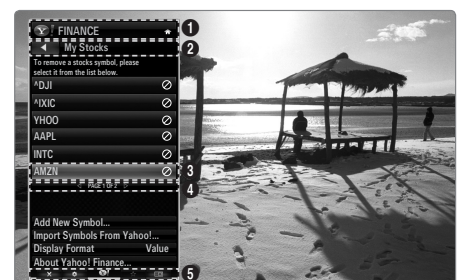 Y! FINANCE
1
My Stocks
2
To remove a stocks symbol, please
select it from the list below.
^DJI
^IXIC
YHOO
AAPL
INTC
AMZN
3
PAGE 1 OF 2
4
Add New Symbol...
Import Symbols From Yahoo!...
Display Format Value
About Yahoo! Finance...
5